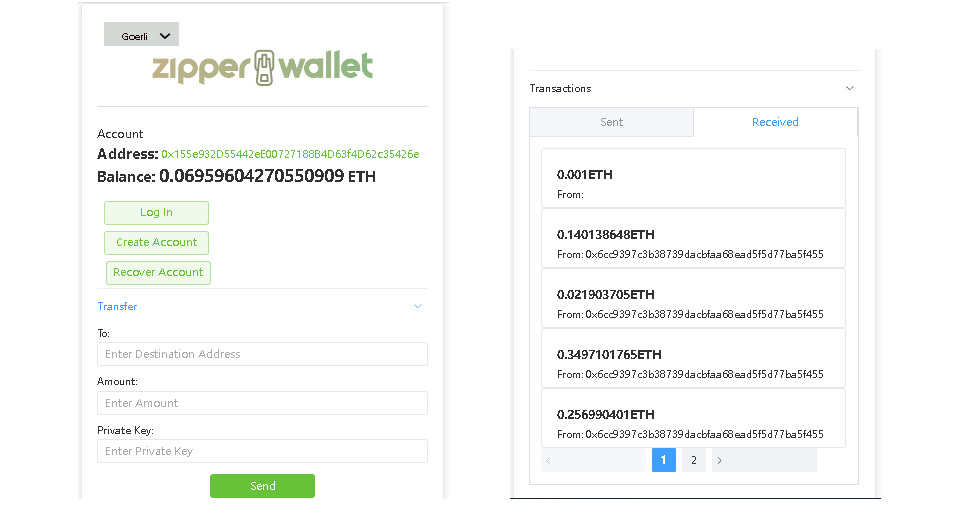 Goerli
zipper wallet
Account
Address: 0x155e932D55442eE00727188B4D63f4D62c35426e
Balance: 0.06959604270550909 ETH
Log In
Create Account
Recover Account
Transfer
To:
Enter Destination Address
Amount:
Enter Amount
Private Key:
Enter Private Key
Send
Transactions
Sent Received
0.001ETH
From:
0.140138648ETH
From: 0x6cc9397c3b38739dacbfaa68ead5f5d77ba5f455
0.021903705ETH
From: 0x6cc9397c3b38739dacbfaa68ead5f5d77ba5f455
0.3497101765ETH
From: 0x6cc9397c3b38739dacbfaa68ead5f5d77ba5f455
0.256990401ETH
From: 0x6cc9397c3b38739dacbfaa68ead5f5d77ba5f455
1 2